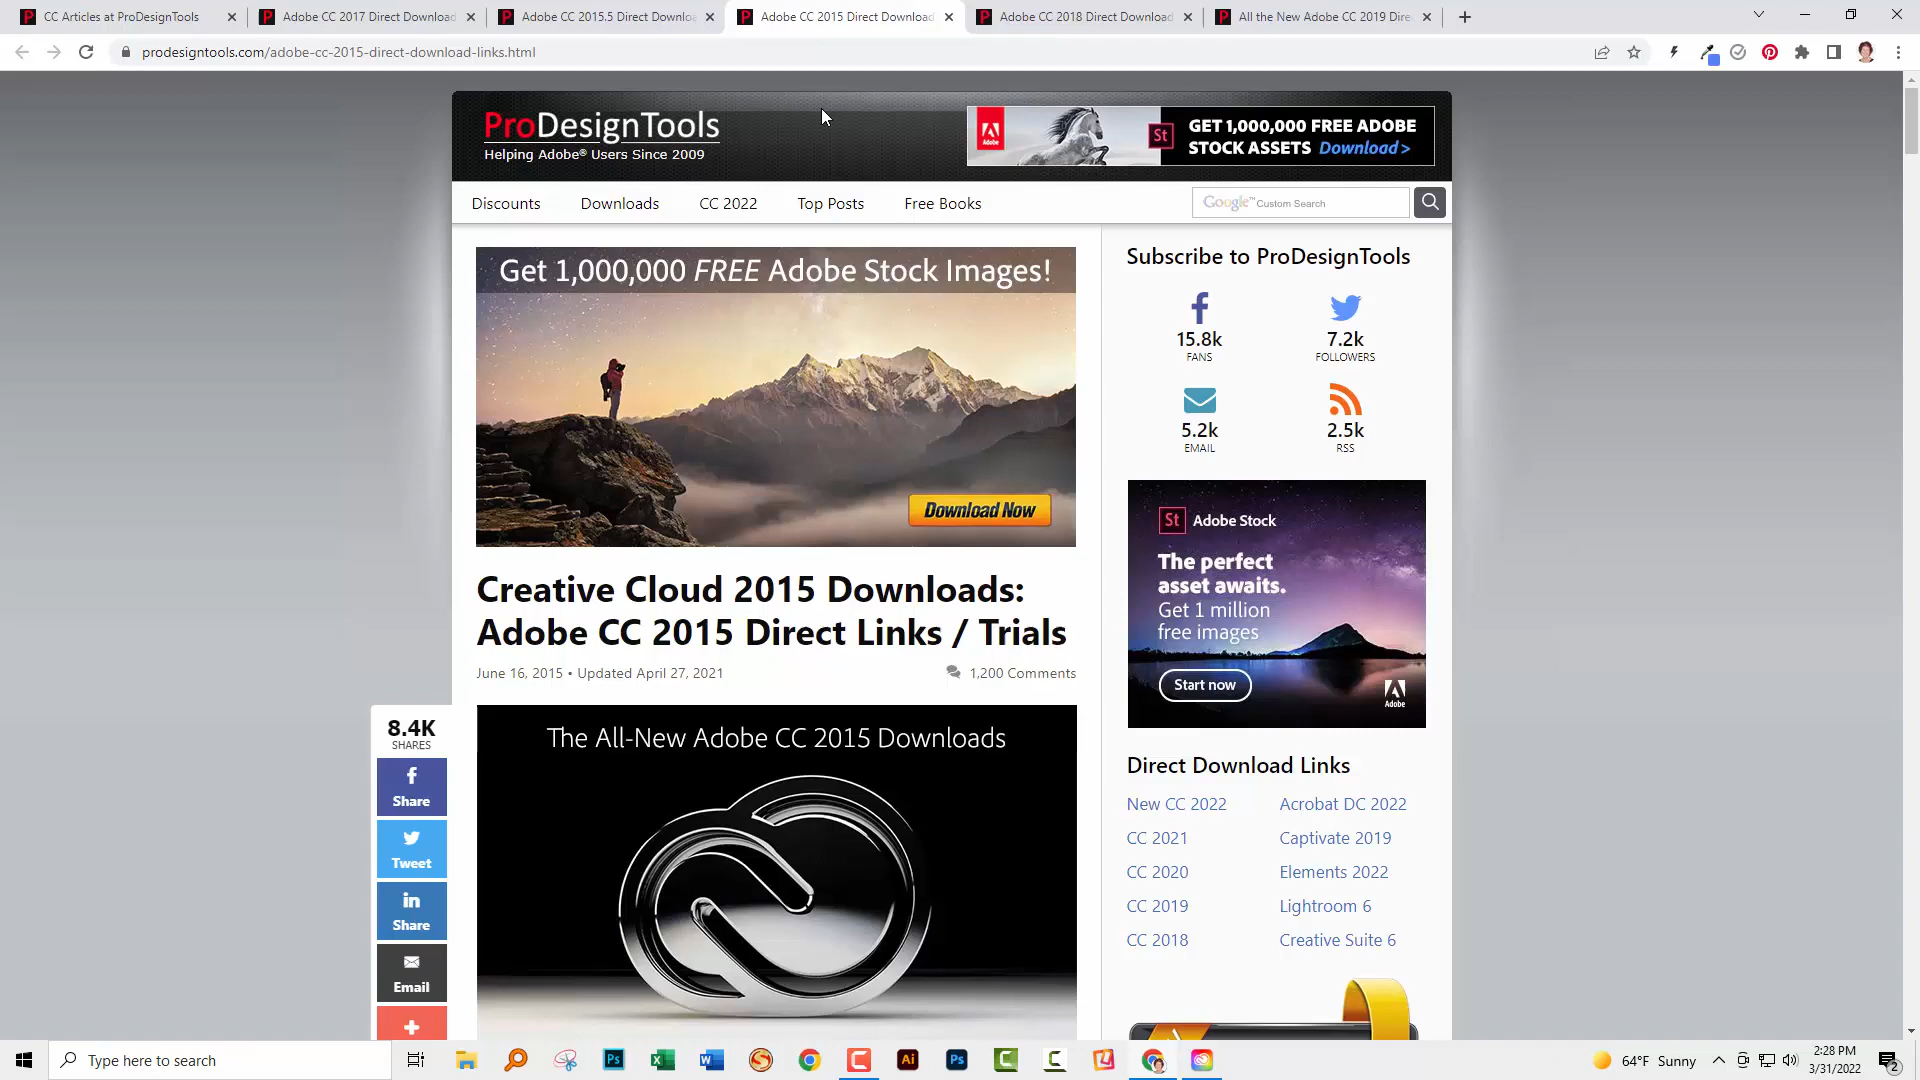 CC Articles at ProDesignTools
Adobe CC 2017 Direct Download
Adobe CC 2015.5 Direct Downlo
Adobe CC 2015 Direct Download
Adobe CC 2018 Direct Download
All the New Adobe CC 2019 Dire
prodesigntools.com/adobe-cc-2015-direct-download-links.html
ProDesignTools
Helping Adobe® Users Since 2009
Adobe
St
GET 1,000,000 FREE ADOBE
STOCK ASSETS Download >
Discounts
Downloads
CC 2022
Top Posts
Free Books
Google™ Custom Search
Get 1,000,000 FREE Adobe Stock Images!
Download Now
Subscribe to ProDesignTools
15.8k
FANS
7.2k
FOLLOWERS
5.2k
EMAIL
2.5k
RSS
St Adobe Stock
The perfect
asset awaits.
Get 1 million
free images
Start now
Adobe
Creative Cloud 2015 Downloads:
Adobe CC 2015 Direct Links / Trials
June 16, 2015 • Updated April 27, 2021
1,200 Comments
8.4K
SHARES
Share
Tweet
Share
Email
The All-New Adobe CC 2015 Downloads
Direct Download Links
New CC 2022
Acrobat DC 2022
CC 2021
Captivate 2019
CC 2020
Elements 2022
CC 2019
Lightroom 6
CC 2018
Creative Suite 6
Type here to search
Ps
Ai
Ps
64°F Sunny
2:28 PM
3/31/2022
2